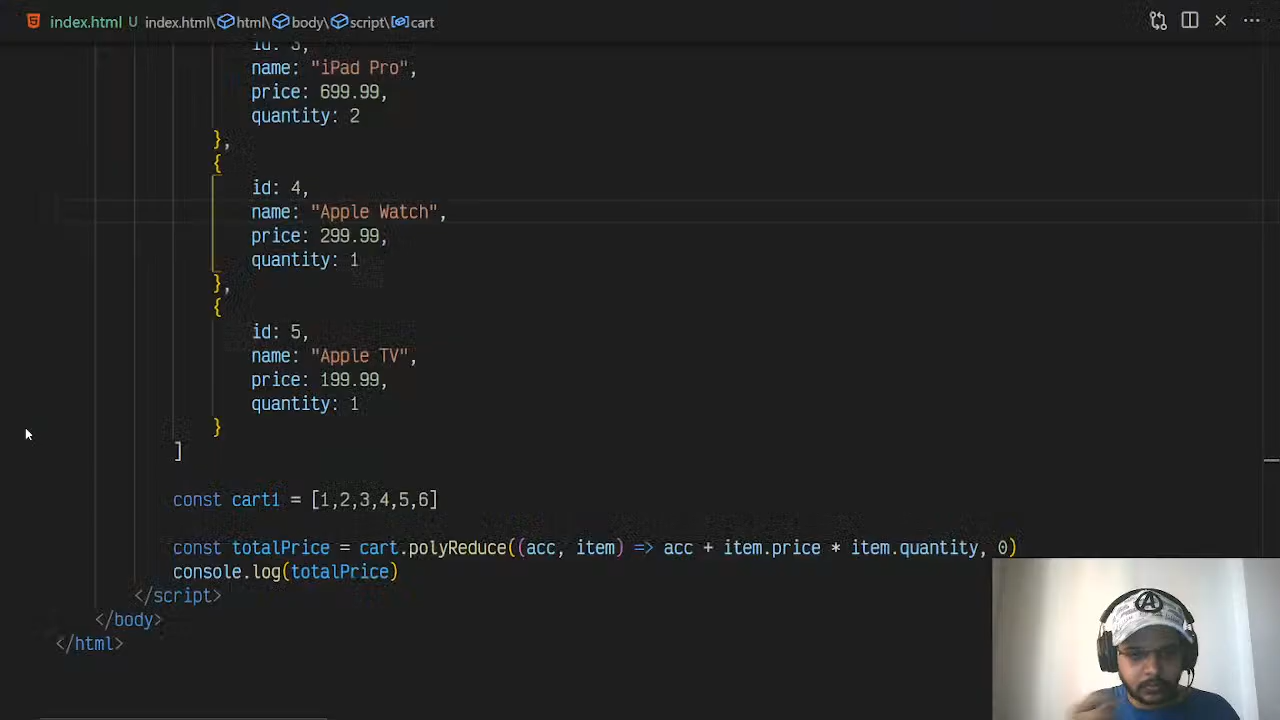 index.html U index.html\html\body\script\cart
id: 3,
name: "iPad Pro",
price: 699.99,
quantity: 2
},
{
id: 4,
name: "Apple Watch",
price: 299.99,
quantity: 1
},
{
id: 5,
name: "Apple TV",
price: 199.99,
quantity: 1
}
]
const cart1 = [1,2,3,4,5,6]
const totalPrice = cart.polyReduce((acc, item) => acc + item.price * item.quantity, 0)
console.log(totalPrice)
</script>
</body>
</html>